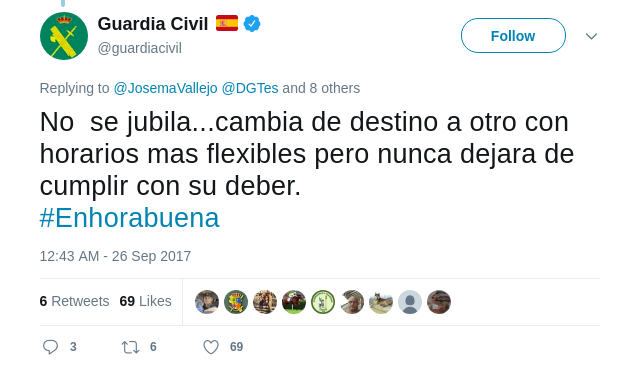 Guardia Civil
@guardiacivil
Follow
Replying to @JosemaVallejo @DGTes and 8 others
No  se jubila...cambia de destino a otro con
horarios mas flexibles pero nunca dejara de
cumplir con su deber.
#Enhorabuena
12:43 AM - 26 Sep 2017
6 Retweets 69 Likes
3 6 69